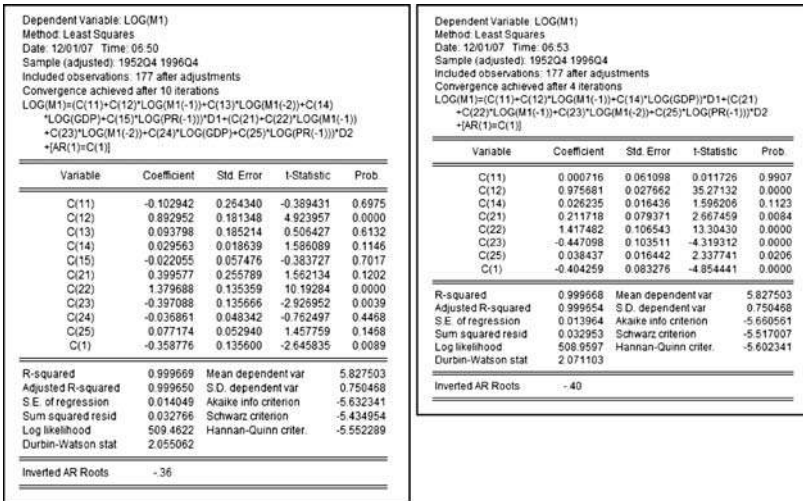 Dependent Variable: LOG(M1)
Method: Least Squares
Date: 12/01/07 Time: 06:50
Sample (adjusted): 1952Q4 1996Q4
Included observations: 177 after adjustments
Convergence achieved after 10 iterations
LOG(M1)=(C(11)+C(12)*LOG(M1(-1))+C(13)*LOG(M1(-2))+C(14)
*LOG(GDP)+C(15)*LOG(PR(-1)))*D1+(C(21)+C(22)*LOG(M1(-1))
+C(23)*LOG(M1(-2))+C(24)*LOG(GDP)+C(25)*LOG(PR(-1)))*D2
+[AR(1)=C(1)]
Variable Coefficient Std. Error t-Statistic Prob.
C(11) -0.102942 0.264340 -0.389431 0.6975
C(12) 0.892952 0.181348 4.923957 0.0000
C(13) 0.093798 0.185214 0.506427 0.6132
C(14) 0.029563 0.018639 1.586089 0.1146
C(15) -0.022055 0.057476 -0.383727 0.7017
C(21) 0.399577 0.255789 1.562134 0.1202
C(22) 1.379688 0.135359 10.19284 0.0000
C(23) -0.397088 0.135666 -2.926952 0.0039
C(24) -0.036861 0.048342 -0.762497 0.4468
C(25) 0.077174 0.052940 1.457759 0.1468
C(1) -0.358776 0.135600 -2.645835 0.0089
R-squared 0.999669 Mean dependent var 5.827503
Adjusted R-squared 0.999650 S.D. dependent var 0.750468
S.E. of regression 0.014049 Akaike info criterion -5.632341
Sum squared resid 0.032766 Schwarz criterion -5.434954
Log likelihood 509.4622 Hannan-Quinn criter. -5.552289
Durbin-Watson stat 2.055062
Inverted AR Roots -.36
Dependent Variable: LOG(M1)
Method: Least Squares
Date: 12/01/07 Time: 06:53
Sample (adjusted): 1952Q4 1996Q4
Included observations: 177 after adjustments
Convergence achieved after 4 iterations
LOG(M1)=(C(11)+C(12)*LOG(M1(-1))+C(14)*LOG(GDP))*D1+(C(21)
+C(22)*LOG(M1(-1))+C(23)*LOG(M1(-2))+C(25)*LOG(PR(-1)))*D2
+[AR(1)=C(1)]
Variable Coefficient Std. Error t-Statistic Prob.
C(11) 0.000716 0.061098 0.011726 0.9907
C(12) 0.975681 0.027662 35.27132 0.0000
C(14) 0.026235 0.016436 1.596206 0.1123
C(21) 0.211718 0.079371 2.667459 0.0084
C(22) 1.417482 0.106543 13.30430 0.0000
C(23) -0.447098 0.103511 -4.319312 0.0000
C(25) 0.038437 0.016442 2.337741 0.0206
C(1) -0.404259 0.083276 -4.854441 0.0000
R-squared 0.999668 Mean dependent var 5.827503
Adjusted R-squared 0.999654 S.D. dependent var 0.750468
S.E. of regression 0.013964 Akaike info criterion -5.660561
Sum squared resid 0.032953 Schwarz criterion -5.517007
Log likelihood 508.9597 Hannan-Quinn criter. -5.602341
Durbin-Watson stat 2.071103
Inverted AR Roots -.40